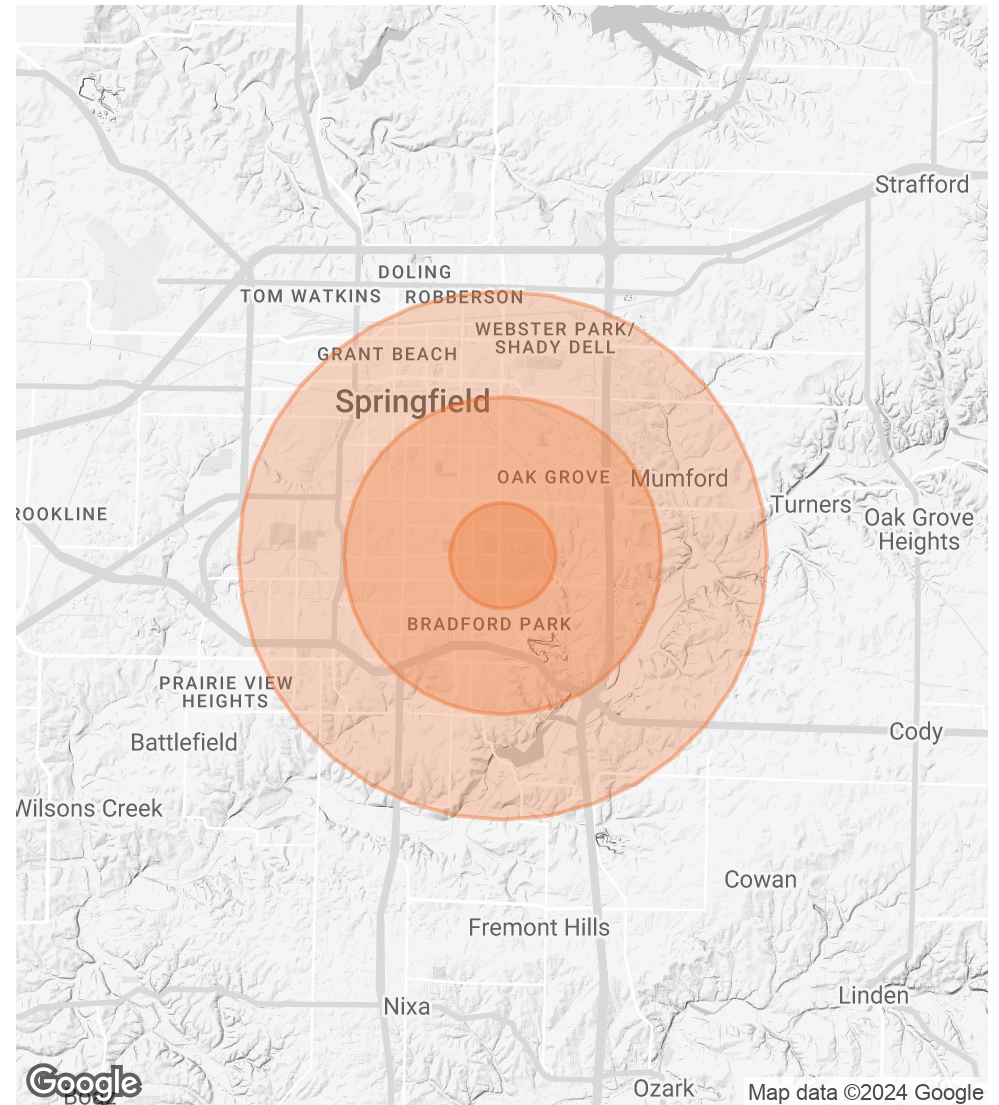 Strafford
DOLING
TOM WATKINS
ROBBERSON
WEBSTER PARK/
SHADY DELL
GRANT BEACH
Springfield
OAK GROVE
Mumford
Turners
ROOKLINE
Oak Grove
Heights
BRADFORD PARK
PRAIRIE VIEW
HEIGHTS
Battlefield
Cody
Wilsons Creek
Cowan
Fremont Hills
Linden
Nixa
Google
Ozark
Map data ©2024 Google